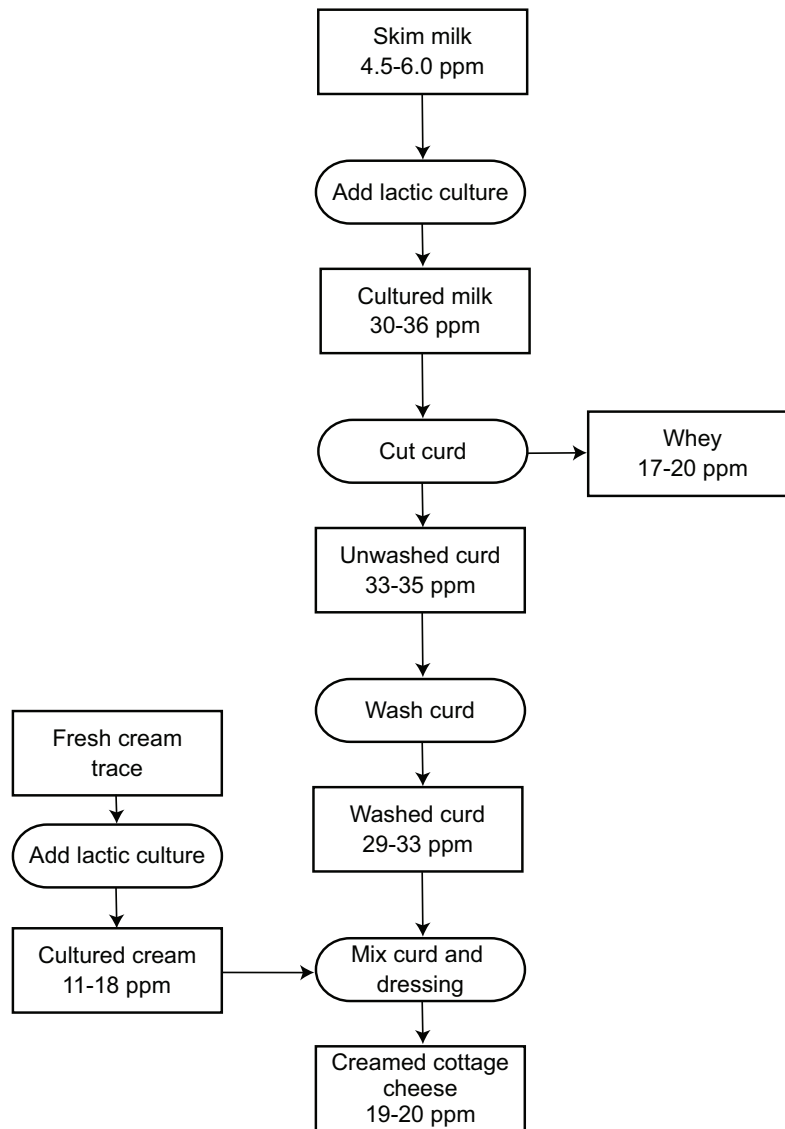 Skim milk
4.5-6.0 ppm
Add lactic culture
Cultured milk
30-36 ppm
Cut curd
Whey
17-20 ppm
Unwashed curd
33-35 ppm
Wash curd
Fresh cream
trace
Washed curd
29-33 ppm
Add lactic culture
Cultured cream
11-18 ppm
Mix curd and
dressing
Creamed cottage
cheese
19-20 ppm